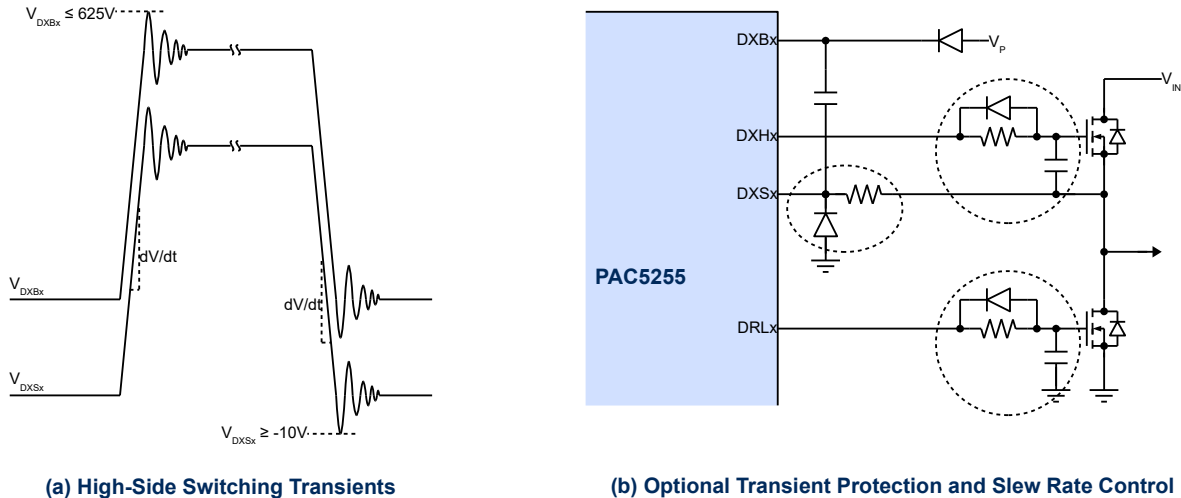 V_DXBx ≤ 625V
dV/dt
V_DXBx
dV/dt
V_DXSx
V_DXSx ≥ -10V
(a) High-Side Switching Transients
DXBx
V_P
V_IN
DXHx
DXSx
PAC5255
DRLx
(b) Optional Transient Protection and Slew Rate Control